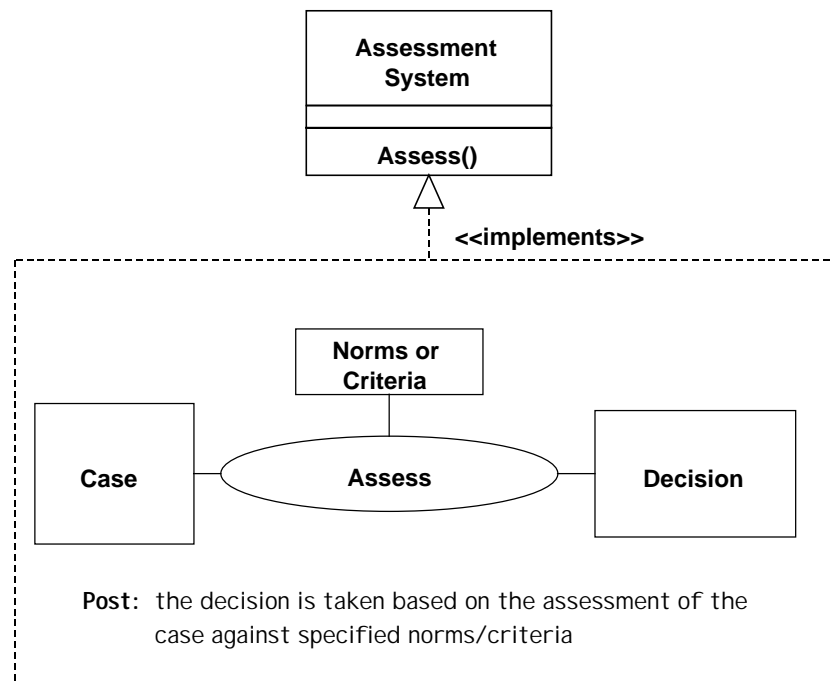 Assessment
System
Assess()
<<implements>>
Norms or
Criteria
Case
Assess
Decision
Post: the decision is taken based on the assessment of the
case against specified norms/criteria